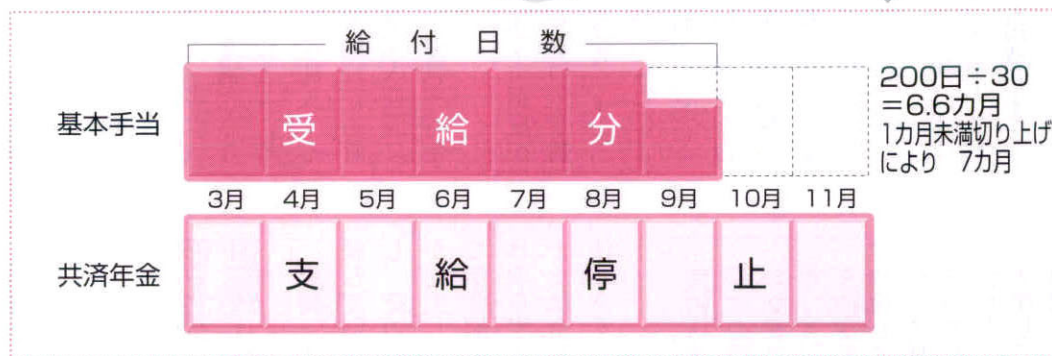 給付日数
基本手当
受給分
200日÷30
=6.6カ月
1カ月未満切り上げ
により 7カ月
3月 4月 5月 6月 7月 8月 9月 10月 11月
共済年金
支給停止